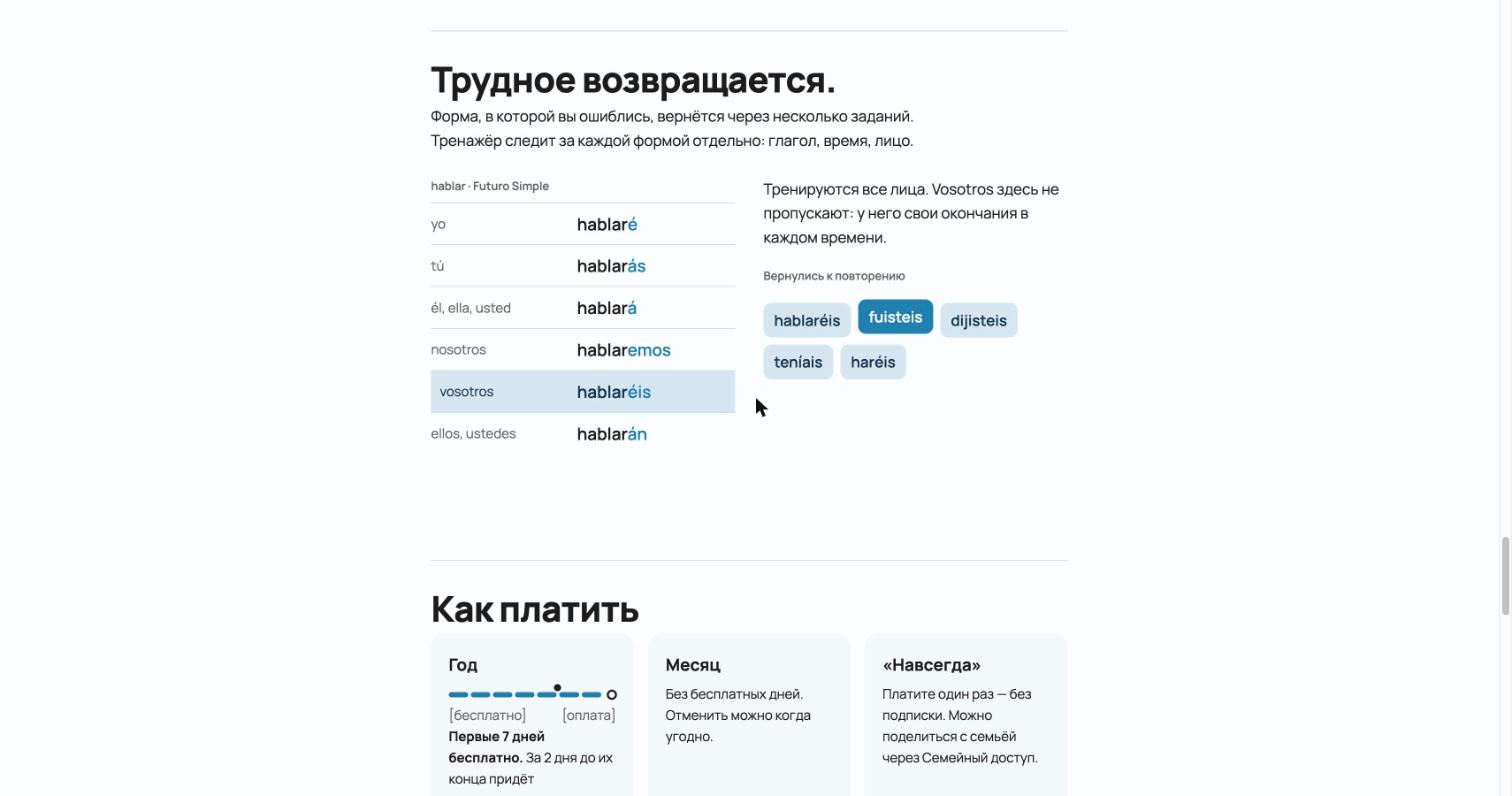 Трудное возвращается.
Форма, в которой вы ошиблись, вернётся через несколько заданий.
Тренажёр следит за каждой формой отдельно: глагол, время, лицо.
hablar · Futuro Simple
yo hablaré
tú hablarás
él, ella, usted hablará
nosotros hablaremos
vosotros hablaréis
ellos, ustedes hablarán
Тренируются все лица. Vosotros здесь не
пропускают: у него свои окончания в
каждом времени.
Вернулись к повторению
hablaréis fuisteis dijisteis
teníais haréis
Как платить
Год
[бесплатно] [оплата]
Первые 7 дней
бесплатно. За 2 дня до их
конца придёт
Месяц
Без бесплатных дней.
Отменить можно когда
угодно.
«Навсегда»
Платите один раз — без
подписки. Можно
поделиться с семьёй
через Семейный доступ.